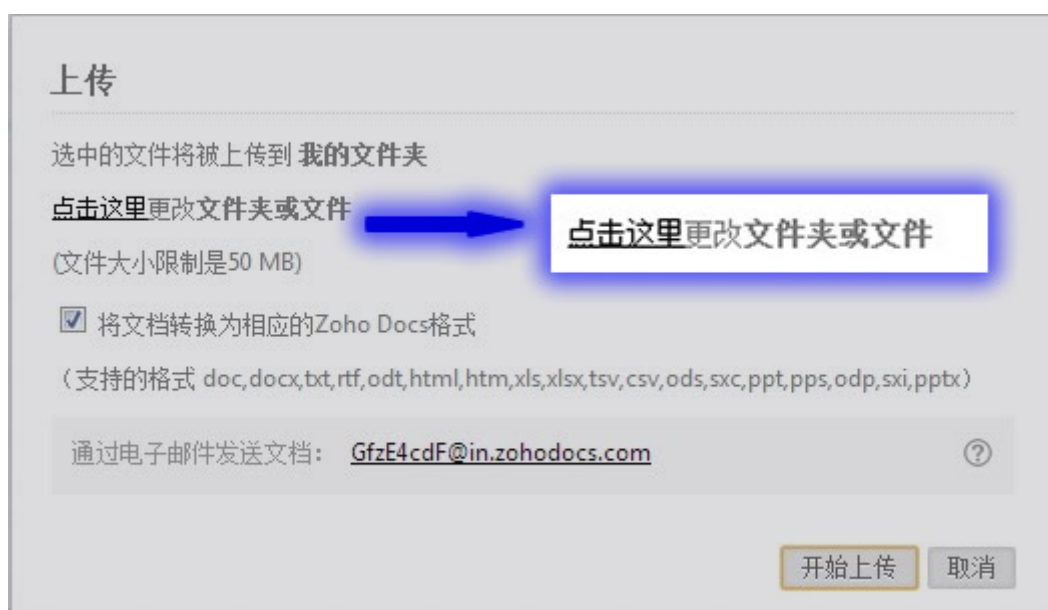 上传
选中的文件将被上传到 我的文件夹
点击这里更改文件夹或文件
点击这里更改文件夹或文件
(文件大小限制是50 MB)
将文档转换为相应的Zoho Docs格式
（支持的格式 doc,docx,txt,rtf,odt,html,htm,xls,xlsx,tsv,csv,ods,sxc,ppt,pps,odp,sxi,pptx）
通过电子邮件发送文档： GfzE4cdF@in.zohodocs.com ?
开始上传 取消